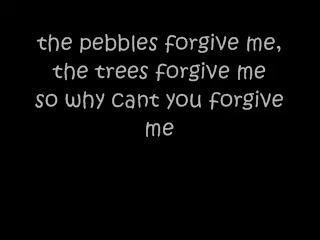 the pebbles forgive me,
the trees forgive me
so why cant you forgive
me